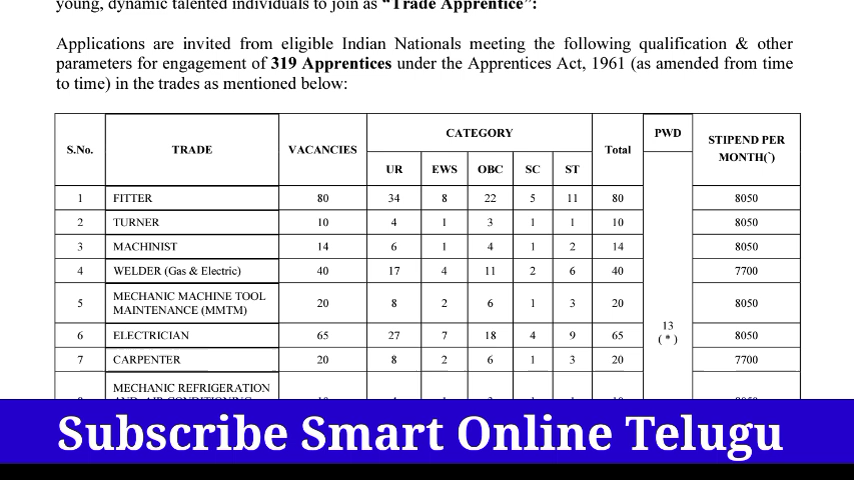 young, dynamic talented individuals to join as “Trade Apprentice”:
Applications are invited from eligible Indian Nationals meeting the following qualification & other
parameters for engagement of 319 Apprentices under the Apprentices Act, 1961 (as amended from time
to time) in the trades as mentioned below:
S.No. TRADE VACANCIES CATEGORY Total PWD STIPEND PER MONTH(`)
UR EWS OBC SC ST
1 FITTER 80 34 8 22 5 11 80 8050
2 TURNER 10 4 1 3 1 1 10 8050
3 MACHINIST 14 6 1 4 1 2 14 8050
4 WELDER (Gas & Electric) 40 17 4 11 2 6 40 7700
5 MECHANIC MACHINE TOOL MAINTENANCE (MMTM) 20 8 2 6 1 3 20 8050
6 ELECTRICIAN 65 27 7 18 4 9 65 13 (*) 8050
7 CARPENTER 20 8 2 6 1 3 20 7700
MECHANIC REFRIGERATION
Subscribe Smart Online Telugu